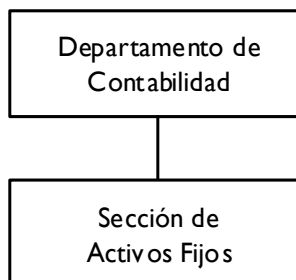 Departamento de
Contabilidad
Sección de
Activos Fijos